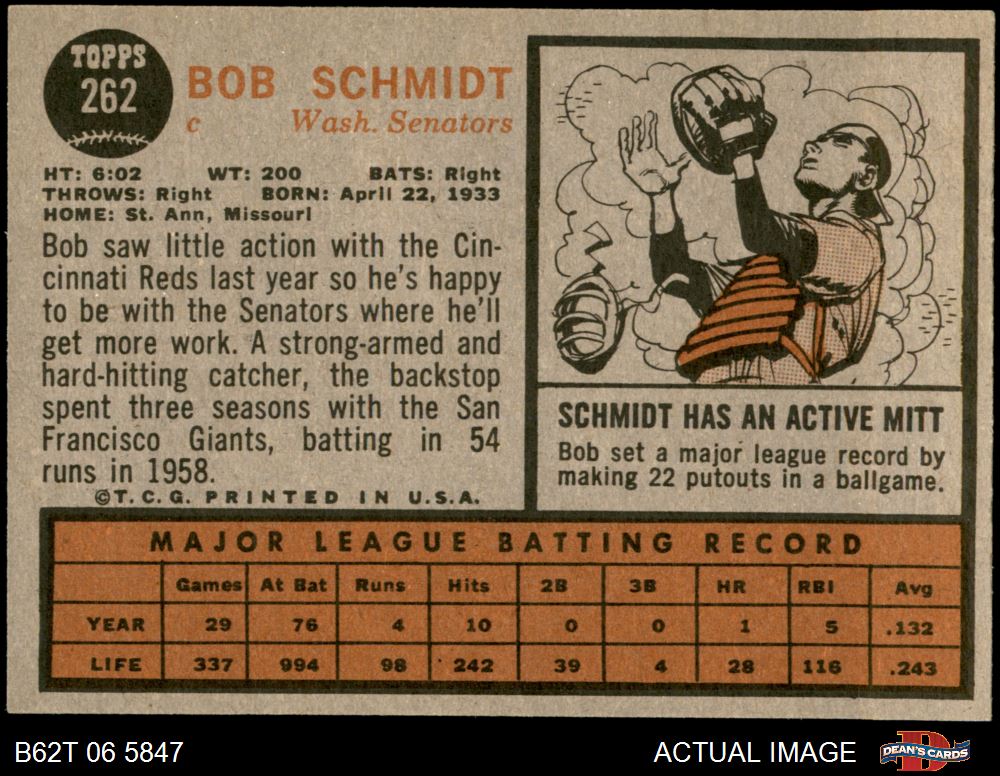 TOPPS
262
BOB SCHMIDT
c Wash. Senators
HT: 6:02 WT: 200 BATS: Right
THROWS: Right BORN: April 22, 1933
HOME: St. Ann, Missouri
Bob saw little action with the Cin-
cinnati Reds last year so he's happy
to be with the Senators where he'll
get more work. A strong-armed and
hard-hitting catcher, the backstop
spent three seasons with the San
Francisco Giants, batting in 54
runs in 1958.
©T.C.G. PRINTED IN U.S.A.
SCHMIDT HAS AN ACTIVE MITT
Bob set a major league record by
making 22 putouts in a ballgame.
MAJOR LEAGUE BATTING RECORD
Games At Bat Runs Hits 2B 3B HR RBI Avg
YEAR 29 76 4 10 0 0 1 5 .132
LIFE 337 994 98 242 39 4 28 116 .243
B62T 06 5847 ACTUAL IMAGE DEAN'S CARDS